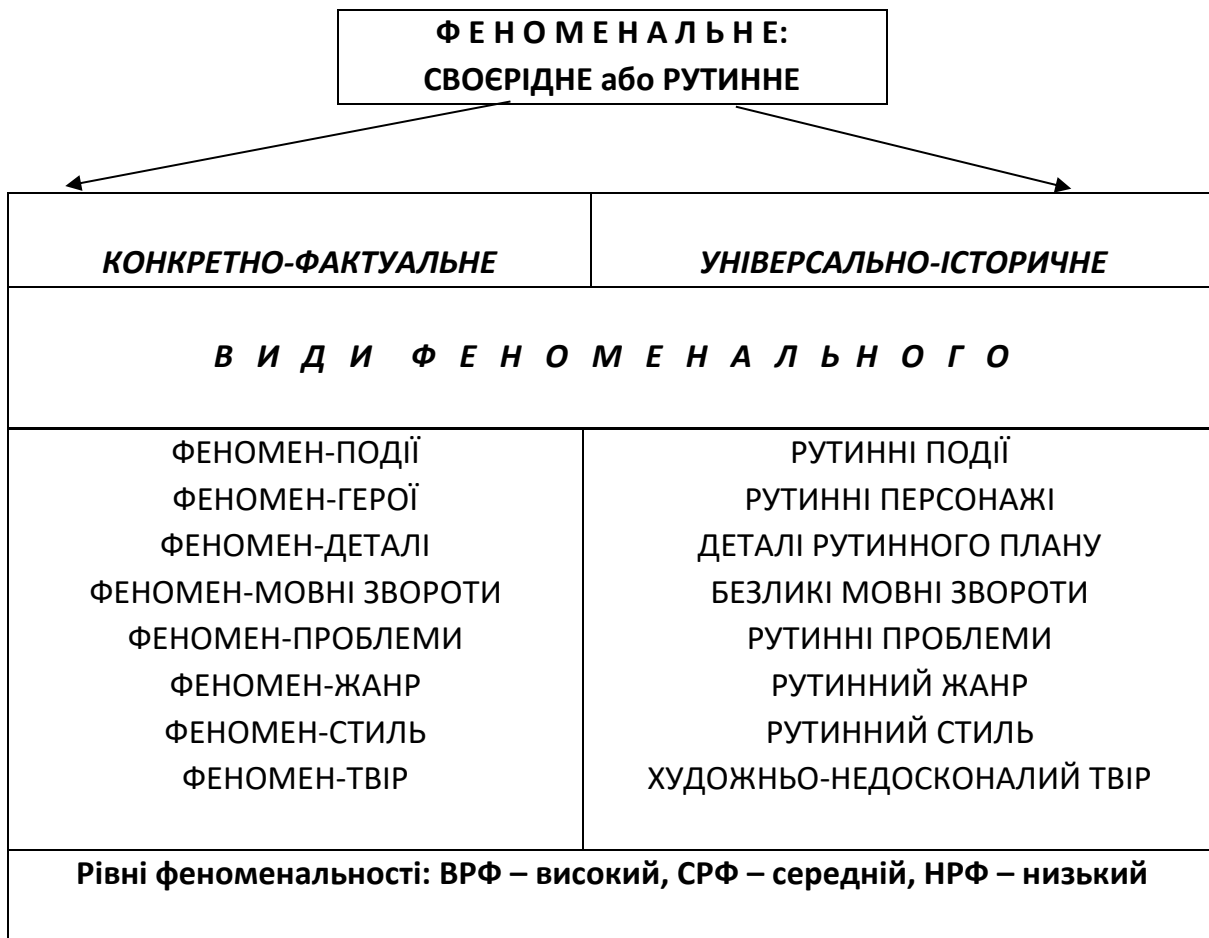 Ф Е Н О М Е Н А Л Ь Н Е:
СВОЄРІДНЕ або РУТИННЕ
КОНКРЕТНО-ФАКТУАЛЬНЕ
УНІВЕРСАЛЬНО-ІСТОРИЧНЕ
В И Д И Ф Е Н О М Е Н А Л Ь Н О Г О
ФЕНОМЕН-ПОДІЇ
ФЕНОМЕН-ГЕРОЇ
ФЕНОМЕН-ДЕТАЛІ
ФЕНОМЕН-МОВНІ ЗВОРОТИ
ФЕНОМЕН-ПРОБЛЕМИ
ФЕНОМЕН-ЖАНР
ФЕНОМЕН-СТИЛЬ
ФЕНОМЕН-ТВІР
РУТИННІ ПОДІЇ
РУТИННІ ПЕРСОНАЖІ
ДЕТАЛІ РУТИННОГО ПЛАНУ
БЕЗЛИКІ МОВНІ ЗВОРОТИ
РУТИННІ ПРОБЛЕМИ
РУТИННИЙ ЖАНР
РУТИННИЙ СТИЛЬ
ХУДОЖНЬО-НЕДОСКОНАЛИЙ ТВІР
Рівні феноменальності: ВРФ – високий, СРФ – середній, НРФ – низький